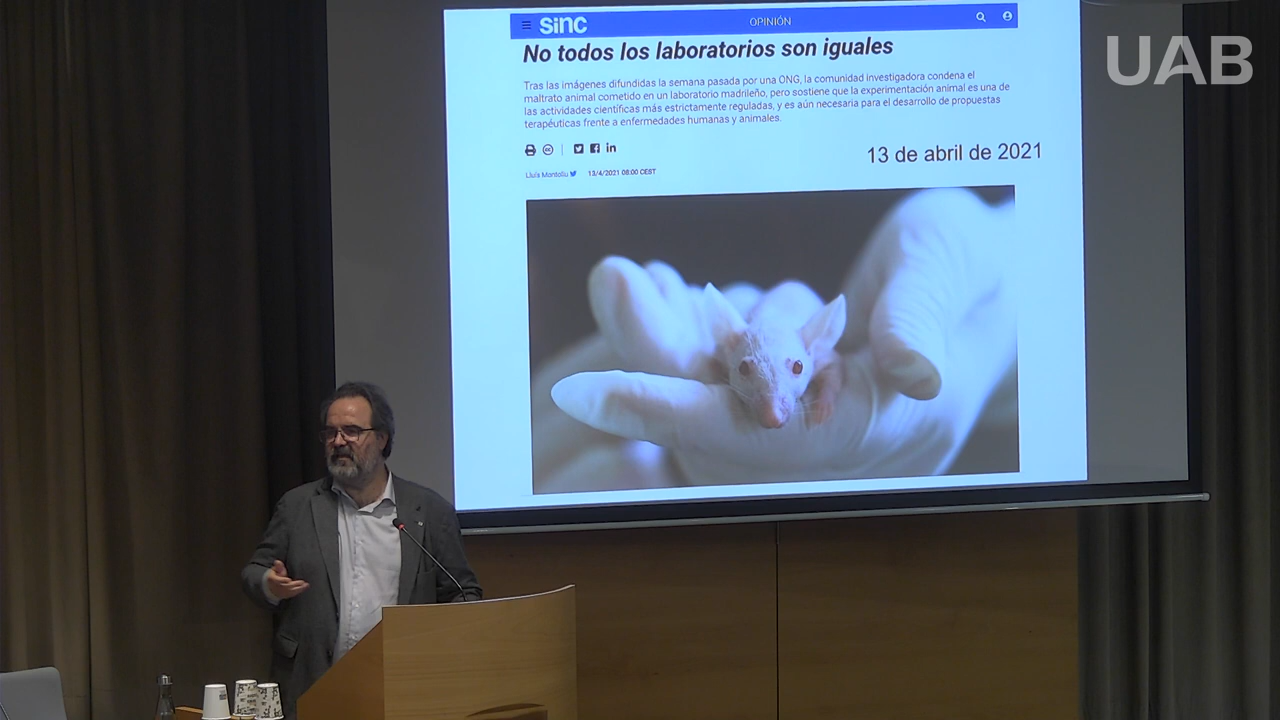 UAB
sinc
OPINIÓN
No todos los laboratorios son iguales
Tras las imágenes difundidas la semana pasada por una ONG, la comunidad investigadora condena el
maltrato animal cometido en un laboratorio madrileño, pero sostiene que la experimentación animal es una de
las actividades científicas más estrictamente reguladas, y es aún necesaria para el desarrollo de propuestas
terapéuticas frente a enfermedades humanas y animales.
cc
in
13 de abril de 2021
Lluís Montoliu
13/4/2021 08:00 CEST